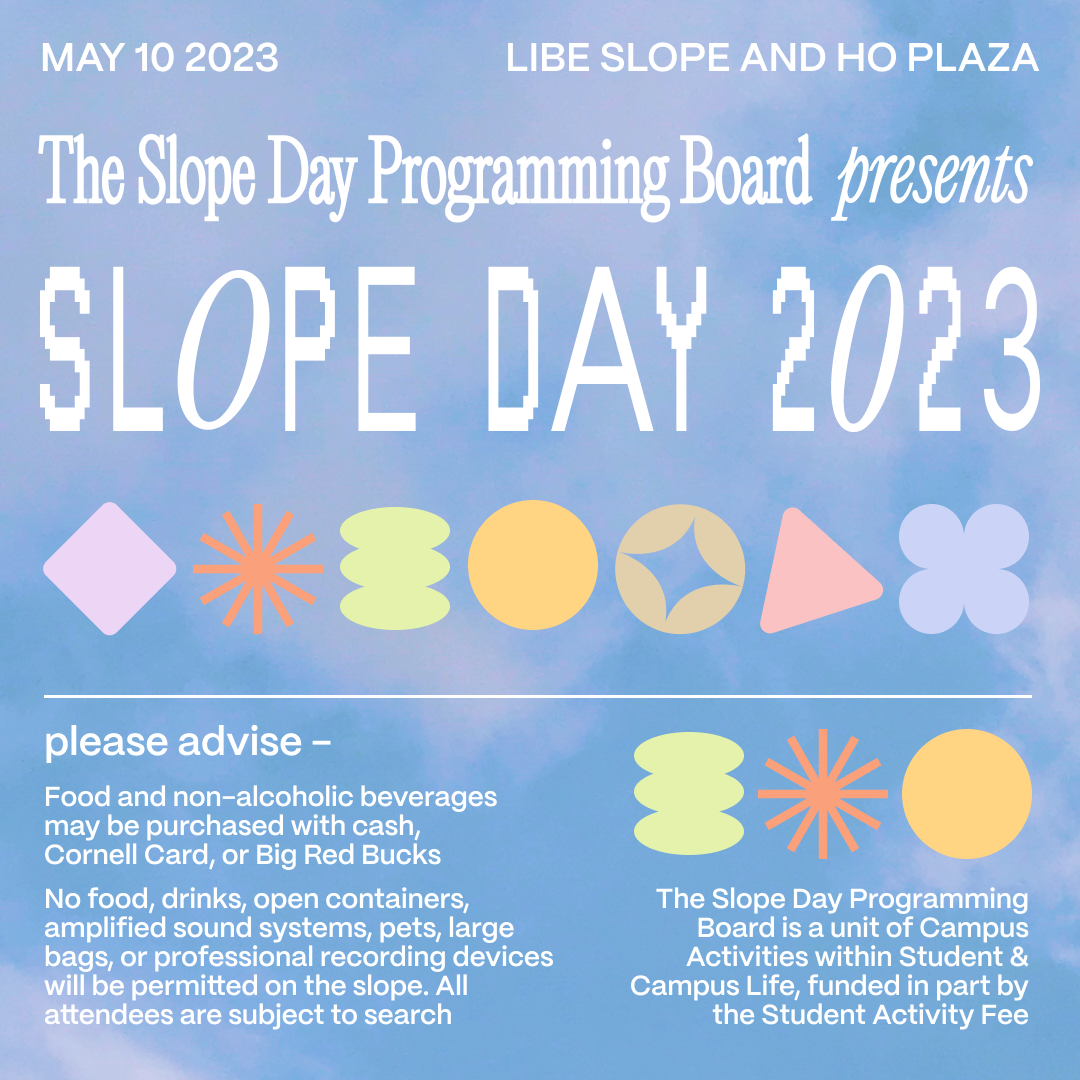 MAY 10 2023
LIBE SLOPE AND HO PLAZA
The Slope Day Programming Board presents
SLOPE DAY 2023
please advise –
Food and non–alcoholic beverages
may be purchased with cash,
Cornell Card, or Big Red Bucks
No food, drinks, open containers,
amplified sound systems, pets, large
bags, or professional recording devices
will be permitted on the slope. All
attendees are subject to search
The Slope Day Programming
Board is a unit of Campus
Activities within Student &
Campus Life, funded in part by
the Student Activity Fee